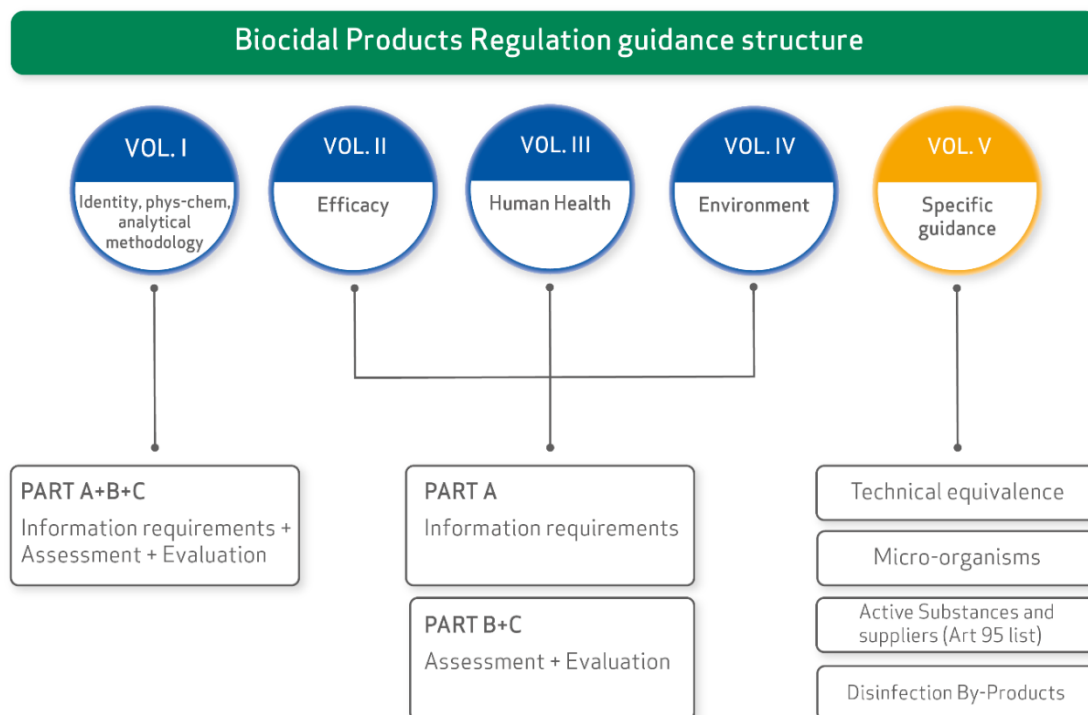 Biocidal Products Regulation guidance structure
VOL. I
Identity, phys-chem,
analytical
methodology
VOL. II
Efficacy
VOL. III
Human Health
VOL. IV
Environment
VOL. V
Specific
guidance
PART A+B+C
Information requirements +
Assessment + Evaluation
PART A
Information requirements
PART B+C
Assessment + Evaluation
Technical equivalence
Micro-organisms
Active Substances and
suppliers (Art 95 list)
Disinfection By-Products